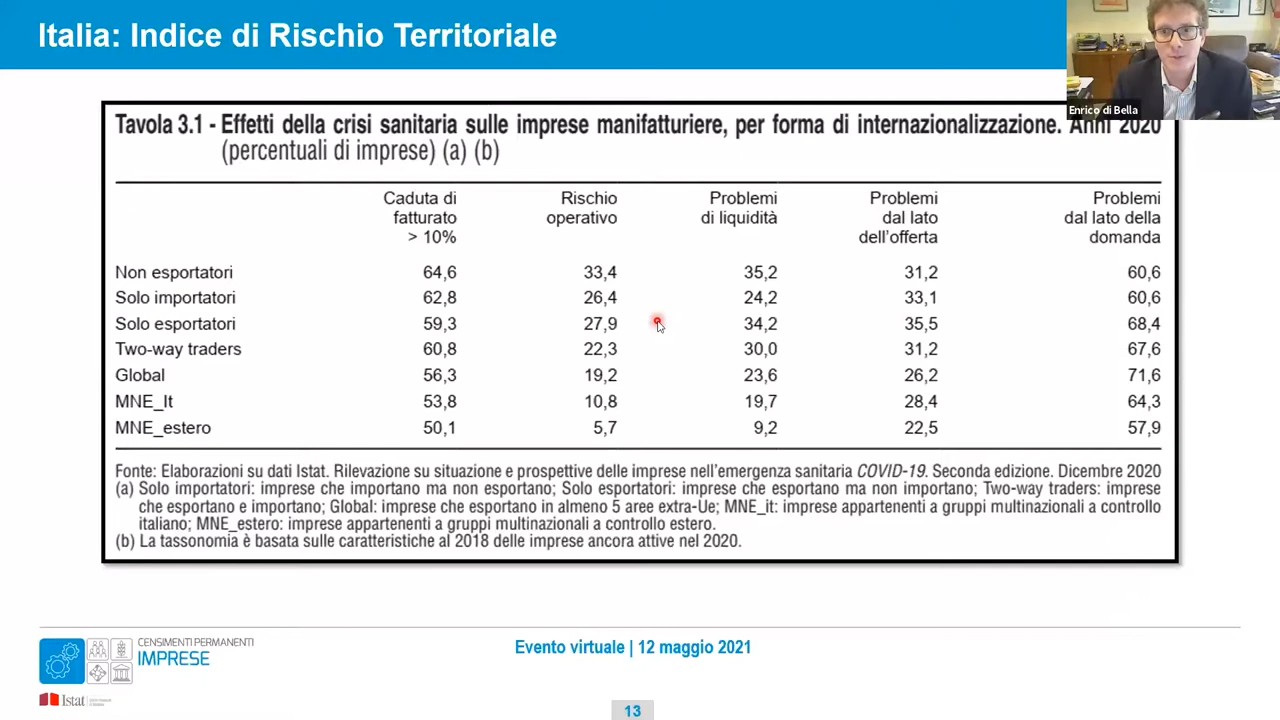 Italia: Indice di Rischio Territoriale
Enrico di Bella
Tavola 3.1 - Effetti della crisi sanitaria sulle imprese manifatturiere, per forma di internazionalizzazione. Anni 2020
(percentuali di imprese) (a) (b)
Caduta di fatturato > 10% Rischio operativo Problemi di liquidità Problemi dal lato dell'offerta Problemi dal lato della domanda
Non esportatori 64,6 33,4 35,2 31,2 60,6
Solo importatori 62,8 26,4 24,2 33,1 60,6
Solo esportatori 59,3 27,9 34,2 35,5 68,4
Two-way traders 60,8 22,3 30,0 31,2 67,6
Global 56,3 19,2 23,6 26,2 71,6
MNE_It 53,8 10,8 19,7 28,4 64,3
MNE_estero 50,1 5,7 9,2 22,5 57,9
Fonte: Elaborazioni su dati Istat. Rilevazione su situazione e prospettive delle imprese nell'emergenza sanitaria COVID-19. Seconda edizione. Dicembre 2020
(a) Solo importatori: imprese che importano ma non esportano; Solo esportatori: imprese che esportano ma non importano; Two-way traders: imprese
che esportano e importano; Global: imprese che esportano in almeno 5 aree extra-Ue; MNE_it: imprese appartenenti a gruppi multinazionali a controllo
italiano; MNE_estero: imprese appartenenti a gruppi multinazionali a controllo estero.
(b) La tassonomia è basata sulle caratteristiche al 2018 delle imprese ancora attive nel 2020.
CENSIMENTI PERMANENTI
IMPRESE
Evento virtuale | 12 maggio 2021
Istat
13